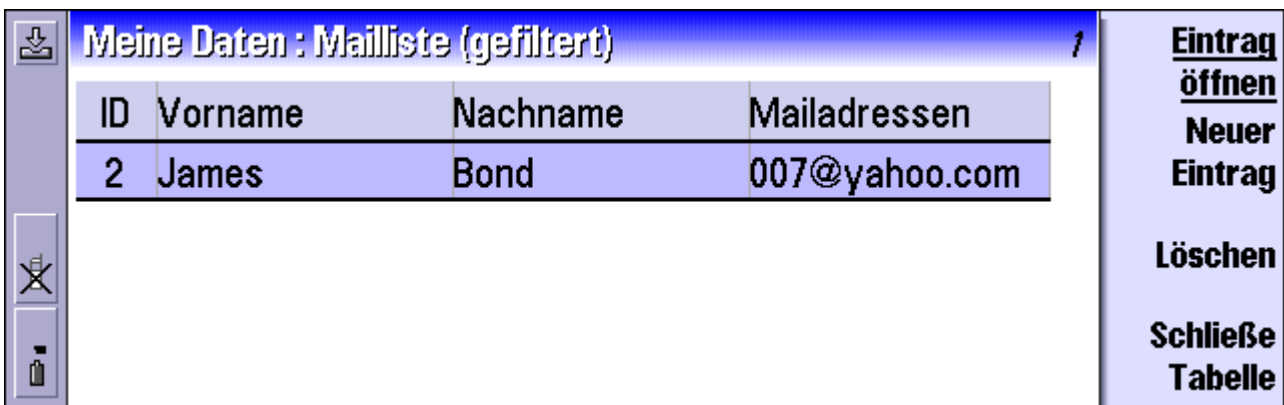 Meine Daten : Mailliste (gefiltert) 1
ID Vorname Nachname Mailadressen
2 James Bond 007@yahoo.com
Eintrag
öffnen
Neuer
Eintrag
Löschen
Schließe
Tabelle